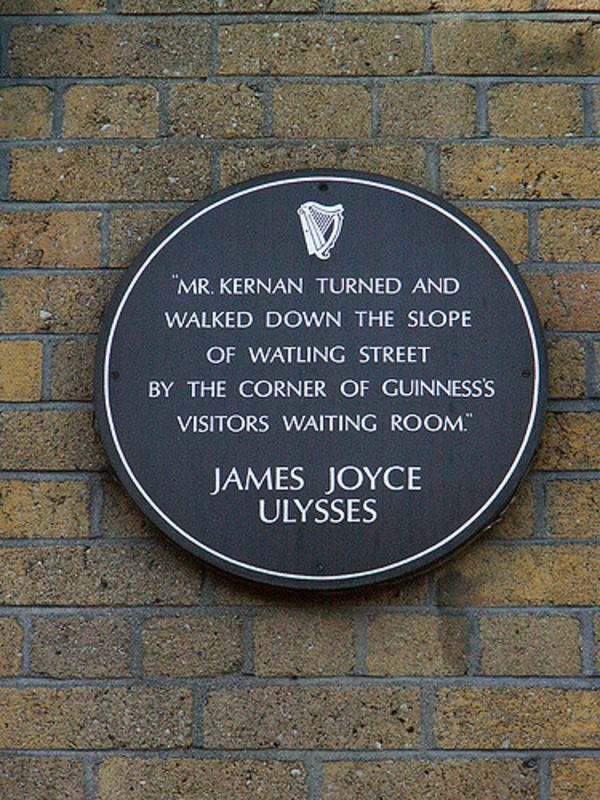 "MR. KERNAN TURNED AND
WALKED DOWN THE SLOPE
OF WATLING STREET
BY THE CORNER OF GUINNESS'S
VISITORS WAITING ROOM."
JAMES JOYCE
ULYSSES